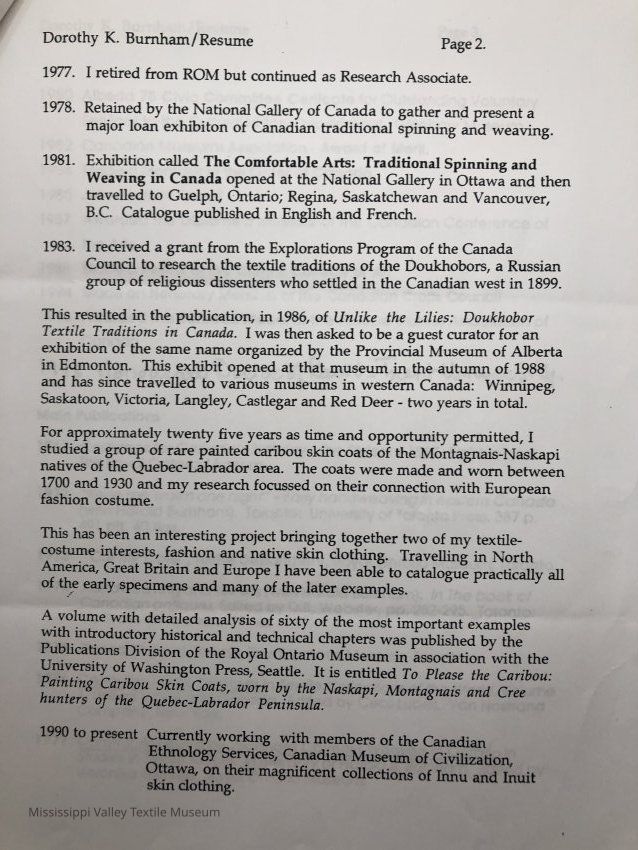 Dorothy K. Burnham/Resume Page 2.
1977. I retired from ROM but continued as Research Associate.
1978. Retained by the National Gallery of Canada to gather and present a
major loan exhibiton of Canadian traditional spinning and weaving.
1981. Exhibition called The Comfortable Arts: Traditional Spinning and
Weaving in Canada opened at the National Gallery in Ottawa and then
travelled to Guelph, Ontario; Regina, Saskatchewan and Vancouver,
B.C. Catalogue published in English and French.
1983. I received a grant from the Explorations Program of the Canada
Council to research the textile traditions of the Doukhobors, a Russian
group of religious dissenters who settled in the Canadian west in 1899.
This resulted in the publication, in 1986, of Unlike the Lilies: Doukhobor
Textile Traditions in Canada. I was then asked to be a guest curator for an
exhibition of the same name organized by the Provincial Museum of Alberta
in Edmonton. This exhibit opened at that museum in the autumn of 1988
and has since travelled to various museums in western Canada: Winnipeg,
Saskatoon, Victoria, Langley, Castlegar and Red Deer - two years in total.
For approximately twenty five years as time and opportunity permitted, I
studied a group of rare painted caribou skin coats of the Montagnais-Naskapi
natives of the Quebec-Labrador area. The coats were made and worn between
1700 and 1930 and my research focussed on their connection with European
fashion costume.
This has been an interesting project bringing together two of my textile-
costume interests, fashion and native skin clothing. Travelling in North
America, Great Britain and Europe I have been able to catalogue practically all
of the early specimens and many of the later examples.
A volume with detailed analysis of sixty of the most important examples
with introductory historical and technical chapters was published by the
Publications Division of the Royal Ontario Museum in association with the
University of Washington Press, Seattle. It is entitled To Please the Caribou:
Painting Caribou Skin Coats, worn by the Naskapi, Montagnais and Cree
hunters of the Quebec-Labrador Peninsula.
1990 to present Currently working with members of the Canadian
Ethnology Services, Canadian Museum of Civilization,
Ottawa, on their magnificent collections of Innu and Inuit
skin clothing.
Mississippi Valley Textile Museum